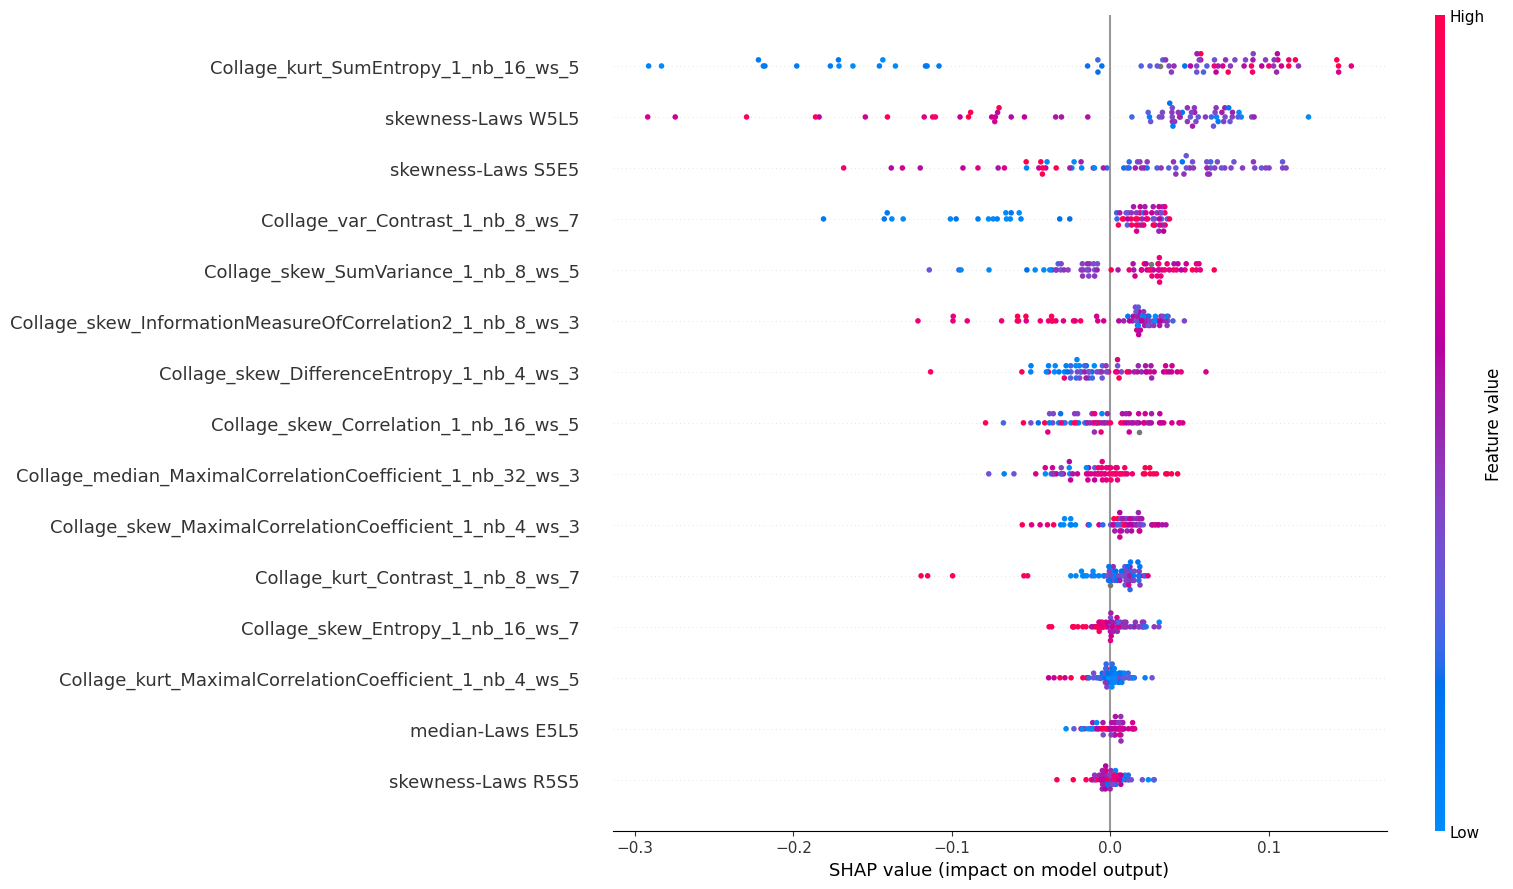 High
Collage_kurt_SumEntropy_1_nb_16_ws_5
skewness-Laws W5L5
skewness-Laws S5E5
Collage_var_Contrast_1_nb_8_ws_7
Collage_skew_SumVariance_1_nb_8_ws_5
Collage_skew_InformationMeasureOfCorrelation2_1_nb_8_ws_3
Collage_skew_DifferenceEntropy_1_nb_4_ws_3
Collage_skew_Correlation_1_nb_16_ws_5
Collage_median_MaximalCorrelationCoefficient_1_nb_32_ws_3
Collage_skew_MaximalCorrelationCoefficient_1_nb_4_ws_3
Collage_kurt_Contrast_1_nb_8_ws_7
Collage_skew_Entropy_1_nb_16_ws_7
Collage_kurt_MaximalCorrelationCoefficient_1_nb_4_ws_5
median-Laws E5L5
skewness-Laws R5S5
Feature value
Low
−0.3 −0.2 −0.1 0.0 0.1
SHAP value (impact on model output)